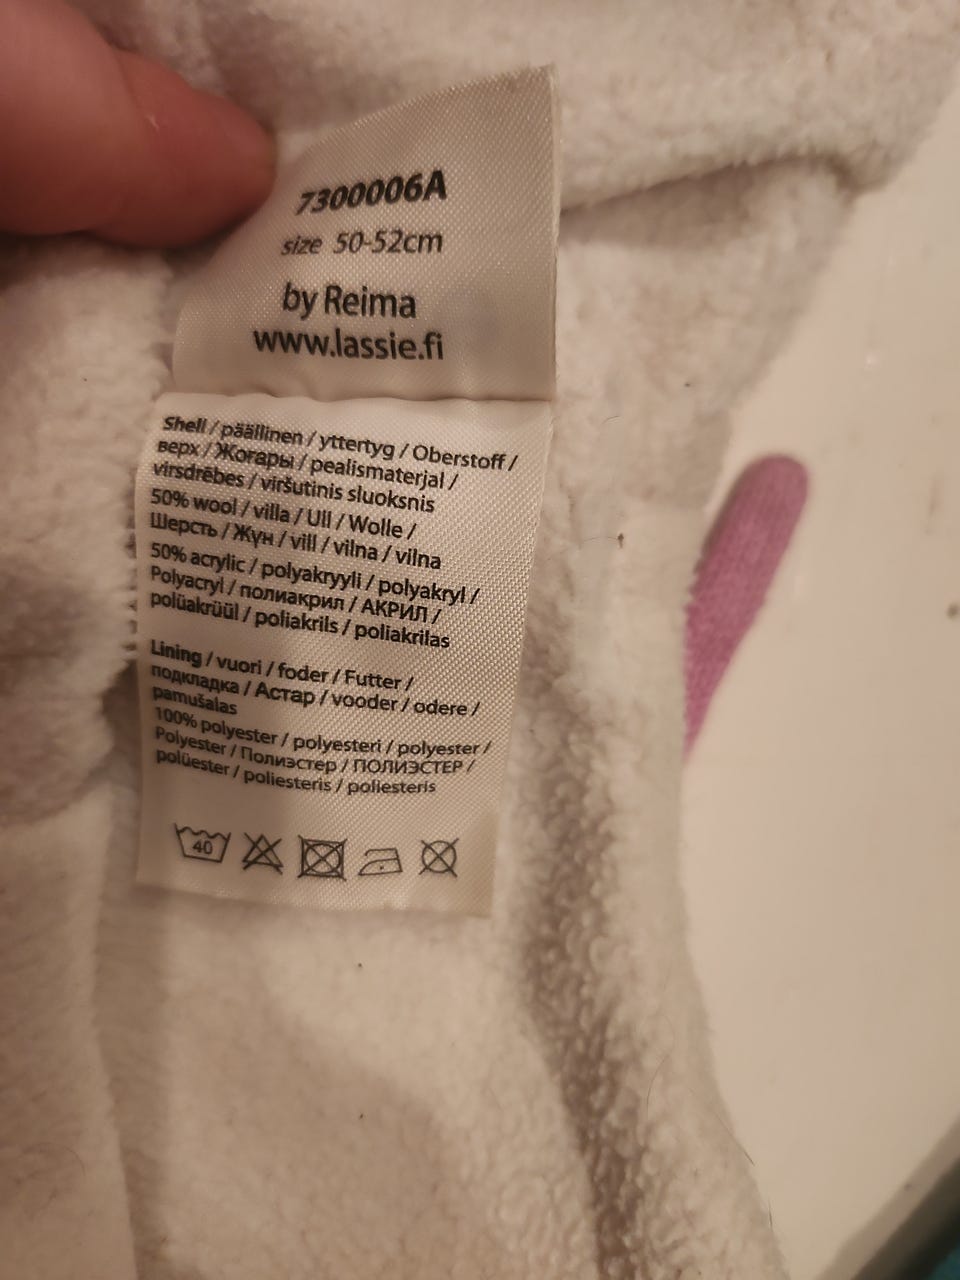 7300006A
size 50-52cm
by Reima
www.lassie.fi
Shell / päällinen / yttertyg / Oberstoff /
верх / Жоғары / pealismaterjal /
virsdrēbes / viršutinis sluoksnis
50% wool / villa / Ull / Wolle /
Шерсть / Жүн / vill / vilna / vilna
50% acrylic / polyakryyli / polyakryl /
Polyacryl / полиакрил / АКРИЛ /
polüakrüül / poliakrils / poliakrilas
Lining / vuori / foder / Futter /
подкладка / Астар / vooder / odere /
pamušalas
100% polyester / polyesteri / polyester /
Polyester / Полиэстер / ПОЛИЭСТЕР /
polüester / poliesteris / poliesteris
40